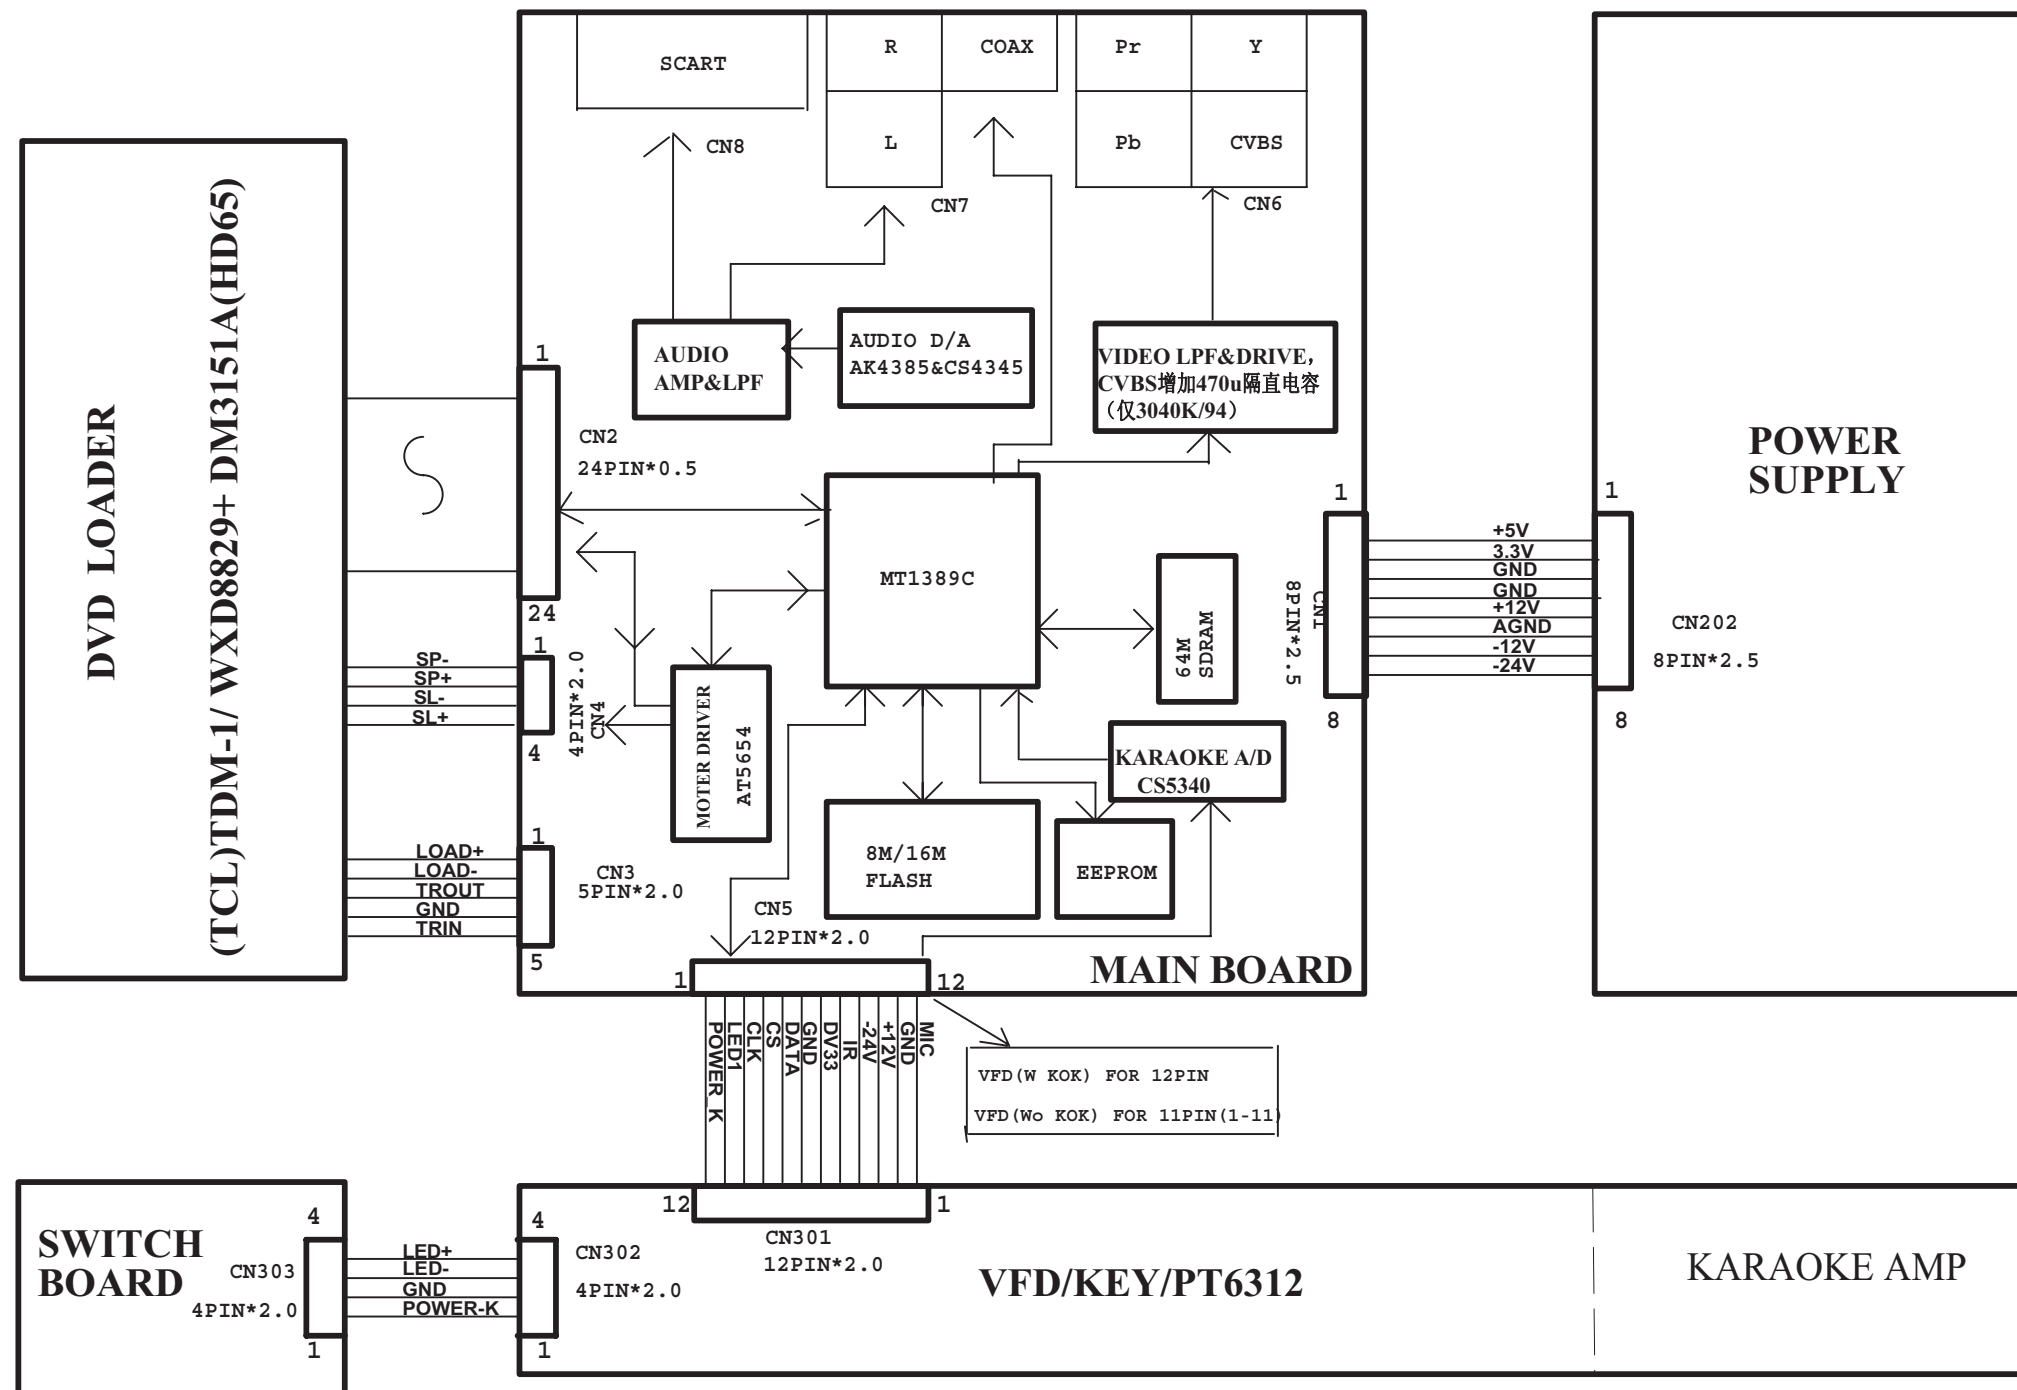 DVD LOADER
(TCL)TDM-1/ WXD8829+ DM3151A(HD65)
SCART
R
COAX
L
Pr
Y
Pb
CVBS
CN8
CN7
CN6
AUDIO
AMP&LPF
AUDIO D/A
AK4385&CS4345
VIDEO LPF&DRIVE,
CVBS增加470u隔直电容
（仅3040K/94）
1
CN2
24PIN*0.5
24
MT1389C
64M
SDRAM
1
CN1
8PIN*2.5
8
+5V
3.3V
GND
GND
+12V
AGND
-12V
-24V
POWER
SUPPLY
1
CN202
8PIN*2.5
8
SP-
SP+
SL-
SL+
1
4PIN*2.0
CN4
4
MOTER DRIVER
AT5654
KARAOKE A/D
CS5340
8M/16M
FLASH
EEPROM
LOAD+
LOAD-
TROUT
GND
TRIN
1
CN3
5PIN*2.0
5
CN5
12PIN*2.0
1
12
MAIN BOARD
POWER_K
LED1
CLK
CS
DATA
GND
DV33
IR
-24V
+12V
GND
MIC
VFD(W KOK) FOR 12PIN
VFD(Wo KOK) FOR 11PIN(1-11)
12
1
CN301
12PIN*2.0
SWITCH
BOARD
4
CN303
4PIN*2.0
1
LED+
LED-
GND
POWER-K
4
CN302
4PIN*2.0
1
VFD/KEY/PT6312
KARAOKE AMP